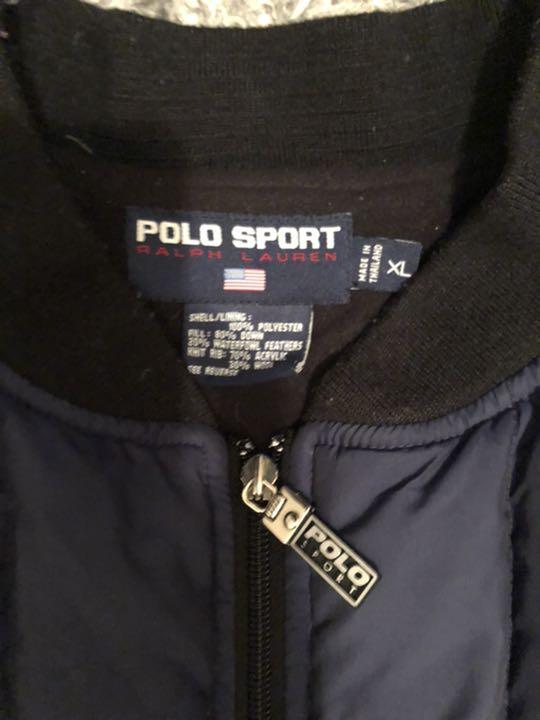 POLO SPORT
RALPH LAUREN
MADE IN
THAILAND
XL
SHELL/LINING:
100% POLYESTER
FILL: 80% DOWN
20% WATERFOWL FEATHERS
KNIT RIB: 70% ACRYLIC
30% WOOL
SEE REVERSE
POLO
SPORT